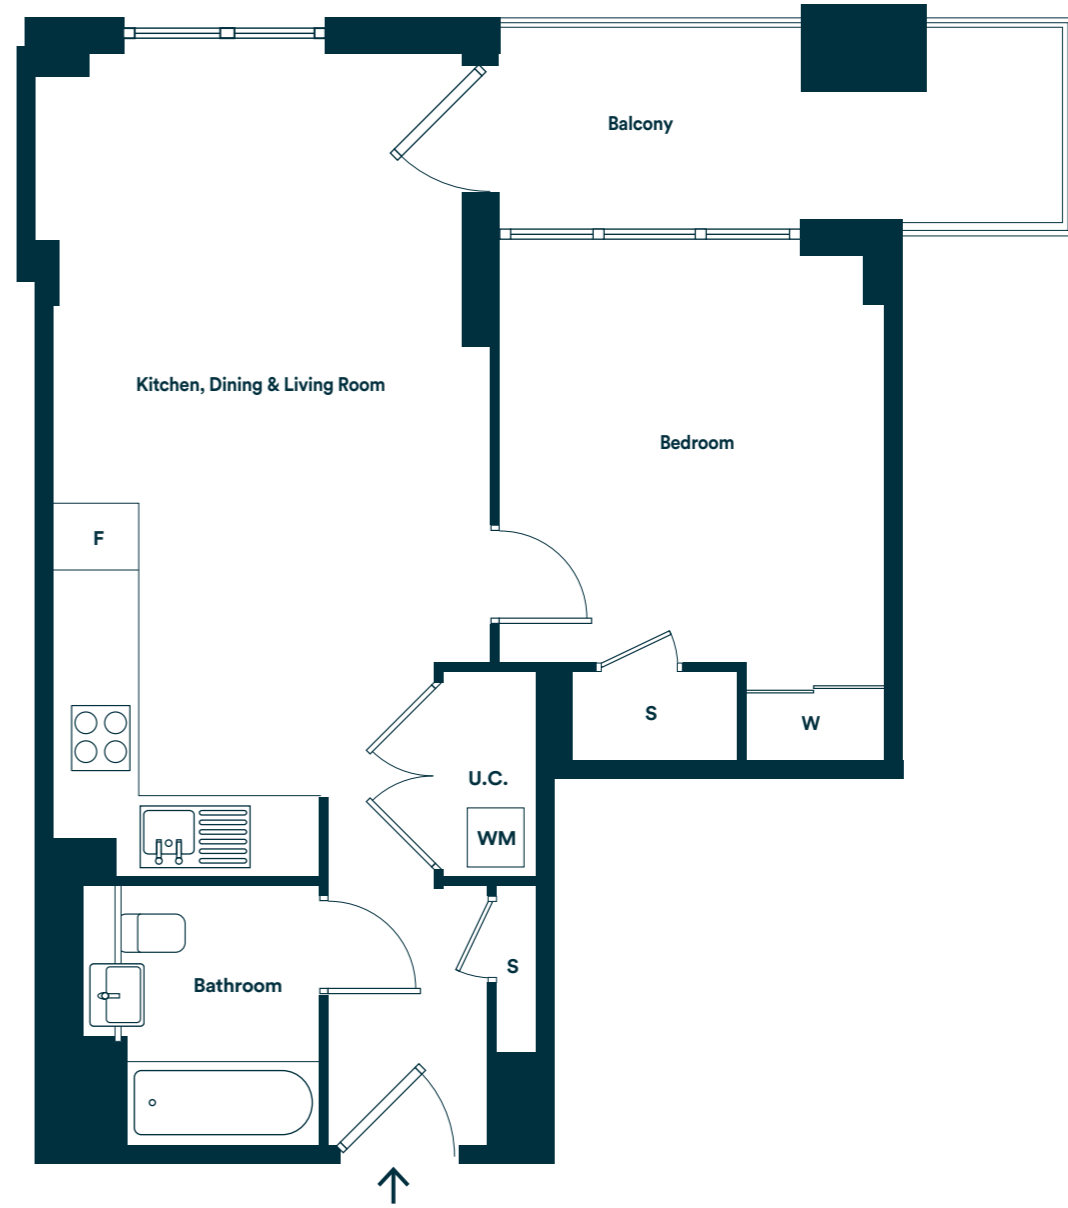 Balcony
Kitchen, Dining & Living Room
Bedroom
F
S
W
U.C.
WM
S
Bathroom